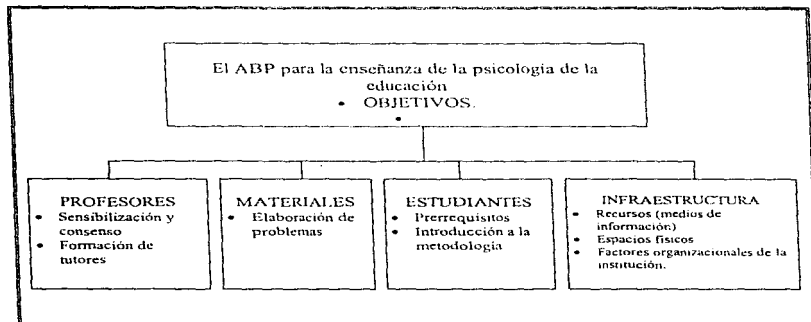 El ABP para la enseñanza de la psicología de la
educación
• OBJETIVOS.
•
PROFESORES
• Sensibilización y
consenso
• Formación de
tutores
MATERIALES
• Elaboración de
problemas
ESTUDIANTES
• Prerrequisitos
• Introducción a la
metodología
INFRAESTRUCTURA
• Recursos (medios de
información)
• Espacios físicos
• Factores organizacionales de la
institución.